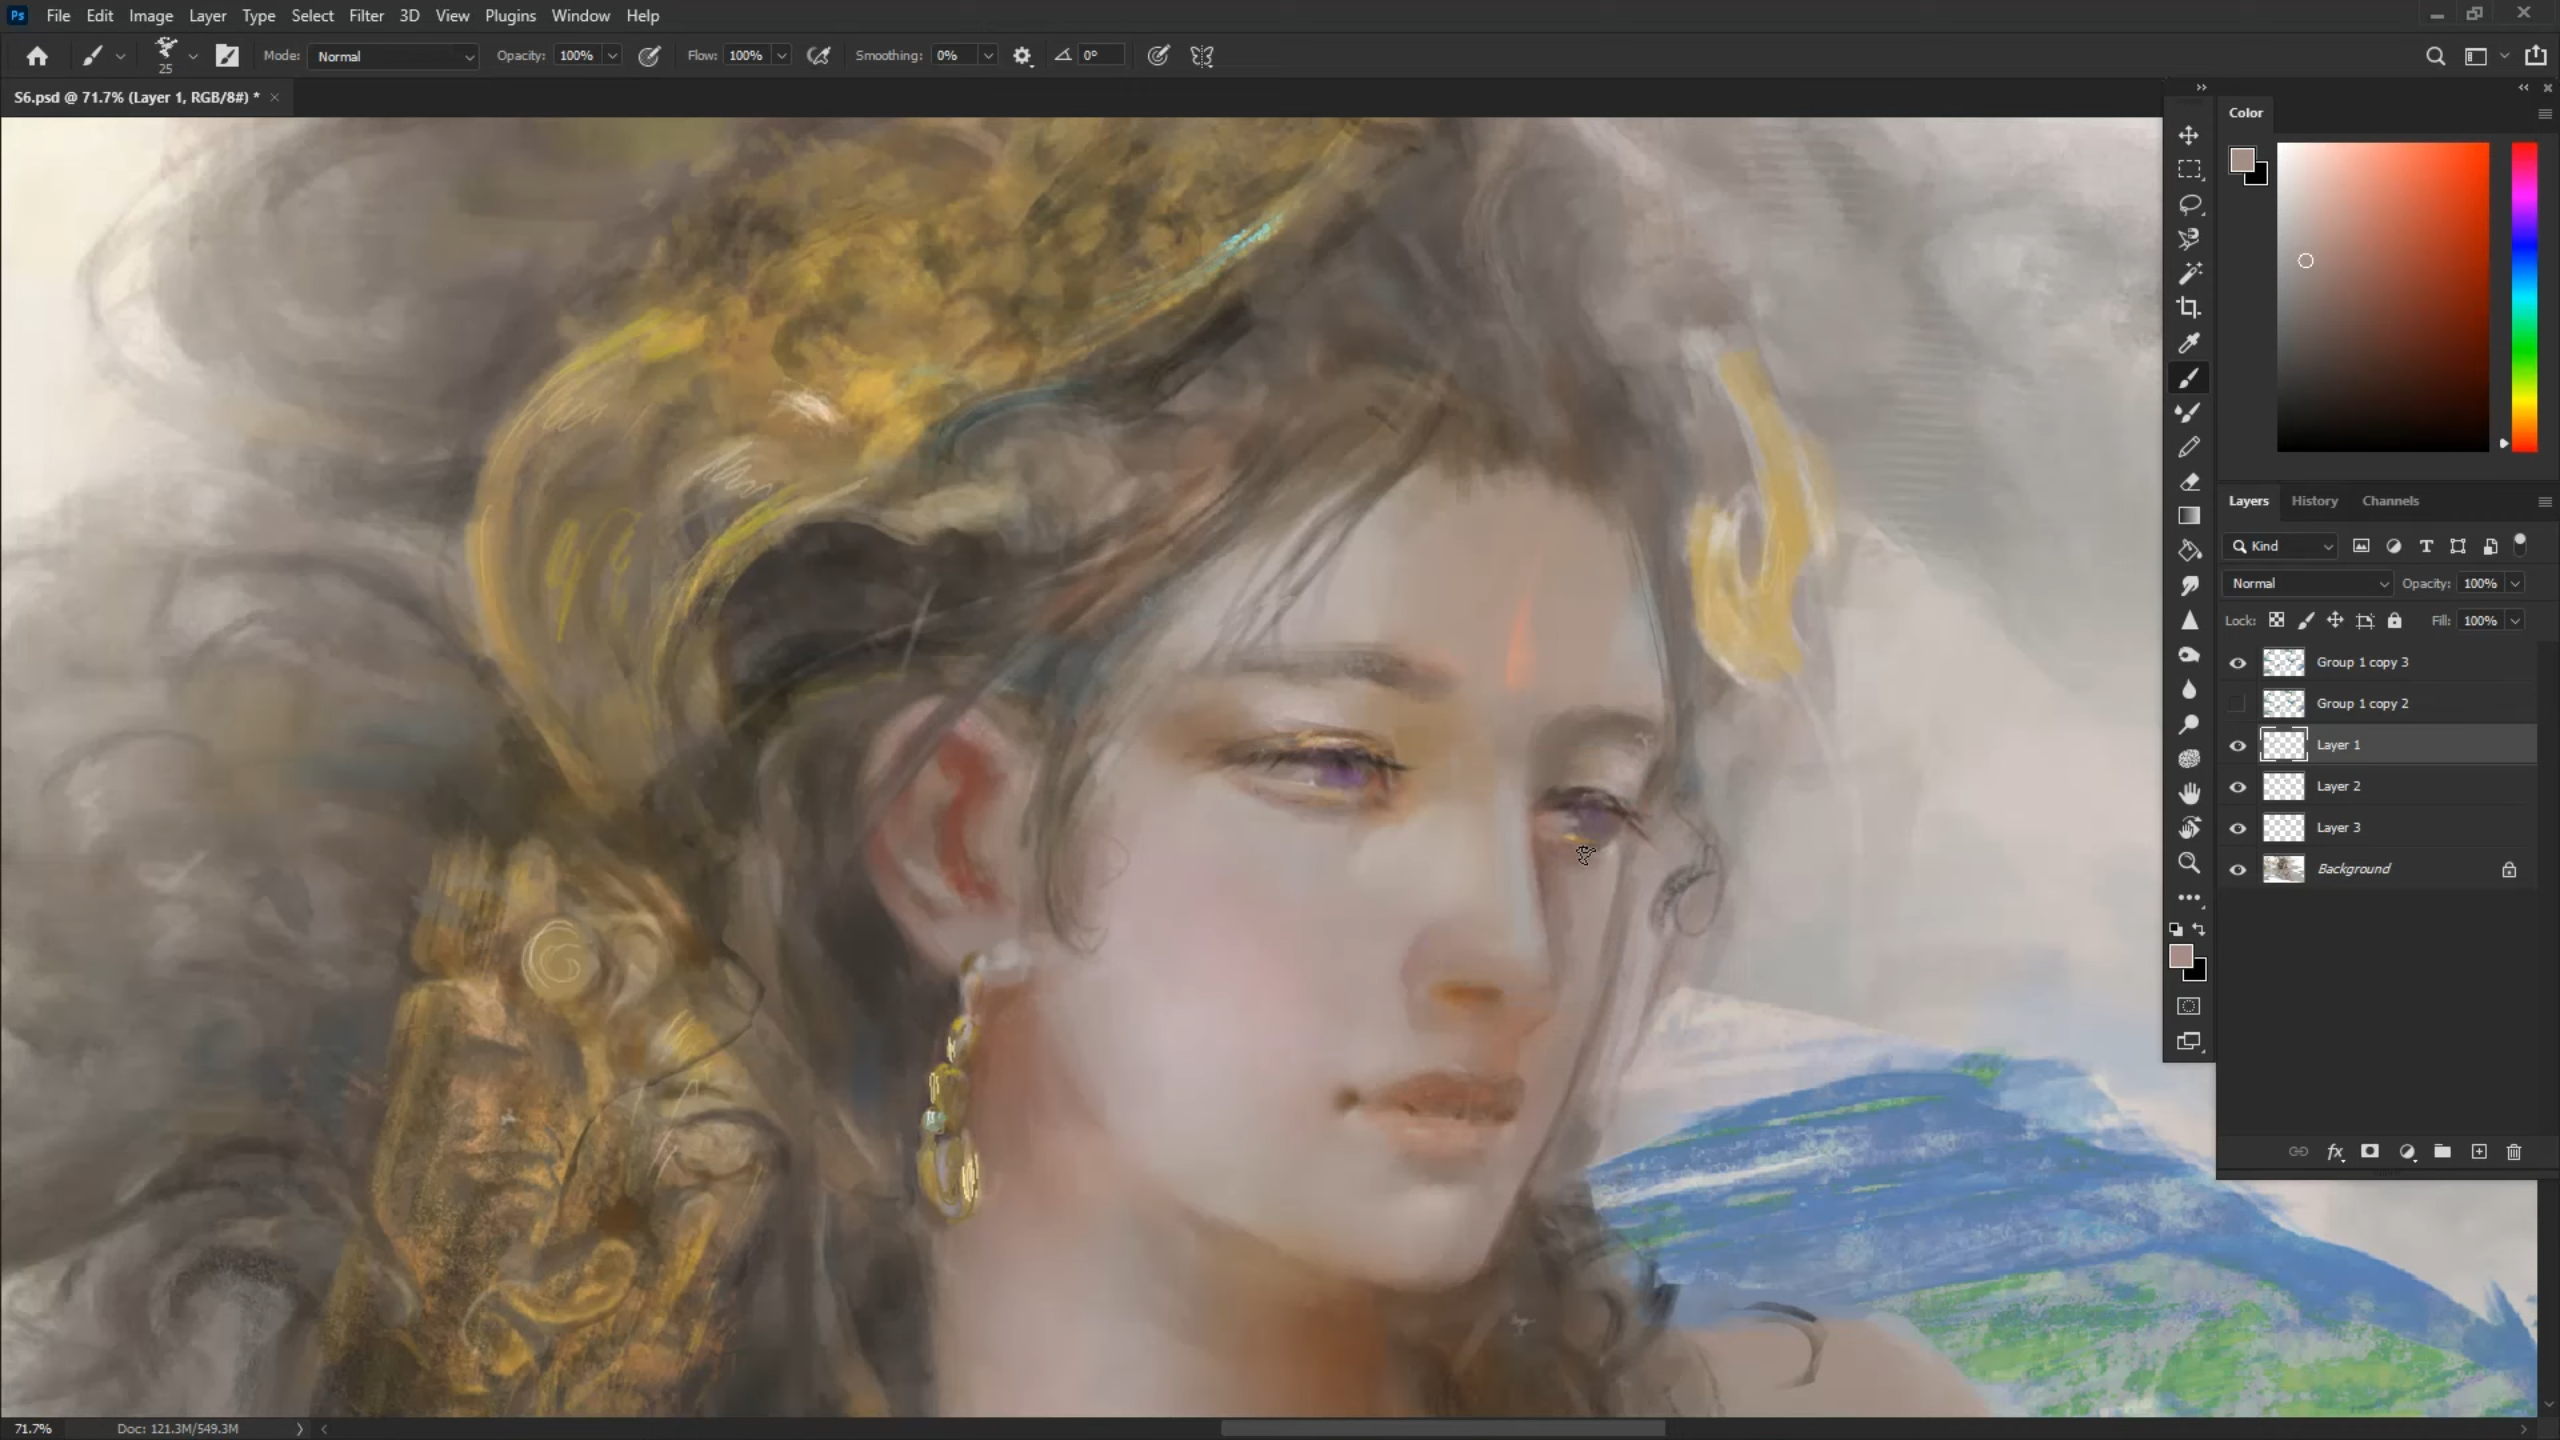 Ps File Edit Image Layer Type Select Filter 3D View Plugins Window Help
25 Mode: Normal Opacity: 100% Flow: 100% Smoothing: 0% 0°
S6.psd @ 71.7% (Layer 1, RGB/8#) * ×
Color
Layers History Channels
Kind
Normal Opacity: 100%
Lock: Fill: 100%
Group 1 copy 3
Group 1 copy 2
Layer 1
Layer 2
Layer 3
Background
fx
71.7% Doc: 121.3M/549.3M